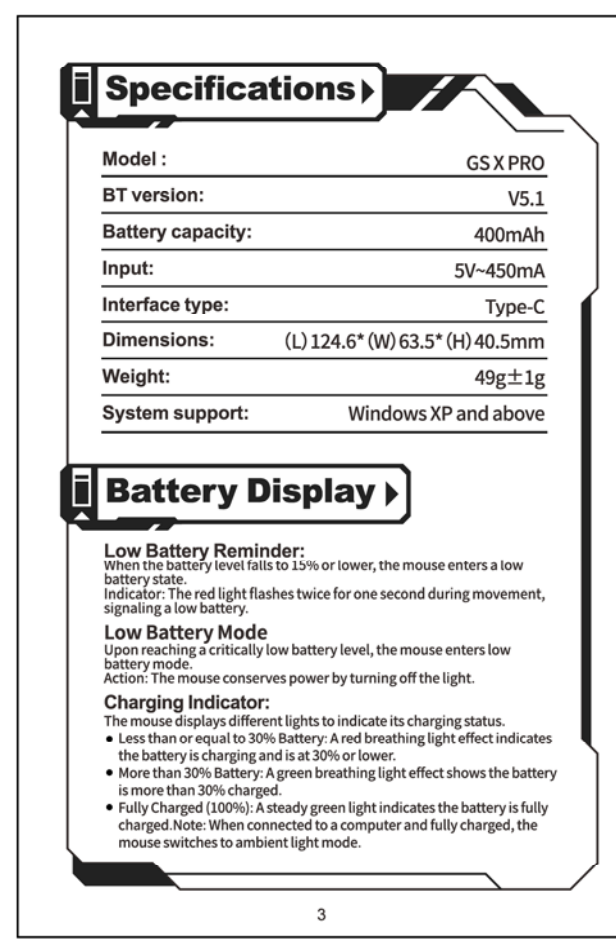 Specifications
Model : GS X PRO
BT version: V5.1
Battery capacity: 400mAh
Input: 5V~450mA
Interface type: Type-C
Dimensions: (L)124.6*(W)63.5*(H)40.5mm
Weight: 49g±1g
System support: Windows XP and above
Battery Display
Low Battery Reminder:
When the battery level falls to 15% or lower, the mouse enters a low
battery state.
Indicator: The red light flashes twice for one second during movement,
signaling a low battery.
Low Battery Mode
Upon reaching a critically low battery level, the mouse enters low
battery mode.
Action: The mouse conserves power by turning off the light.
Charging Indicator:
The mouse displays different lights to indicate its charging status.
• Less than or equal to 30% Battery: A red breathing light effect indicates
the battery is charging and is at 30% or lower.
• More than 30% Battery: A green breathing light effect shows the battery
is more than 30% charged.
• Fully Charged (100%): A steady green light indicates the battery is fully
charged.Note: When connected to a computer and fully charged, the
mouse switches to ambient light mode.
3